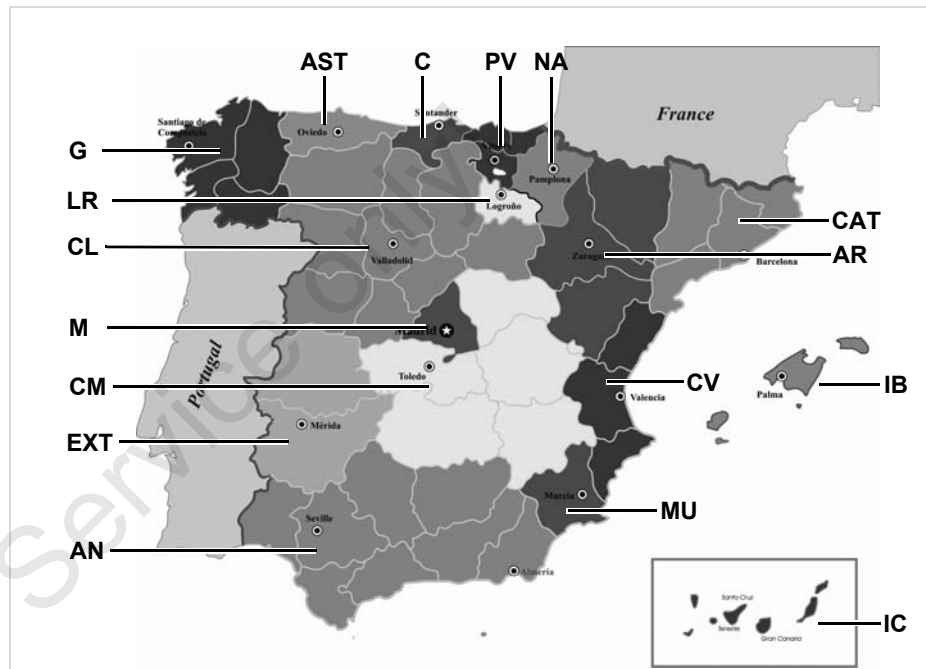 AST C PV NA
France
Santander
Santiago de
Compostela
Oviedo
G
Pamplona
LR
Logroño
CAT
CL
Valladolid
Zaragoz
AR
Barcelona
M
Madrid
Portugal
Toledo
CM
CV
Palma
IB
Valencia
EXT
Mérida
Murcia
Seville
MU
AN
Almería
Santa Cruz
Tenerife
Gran Canaria
IC
Service only